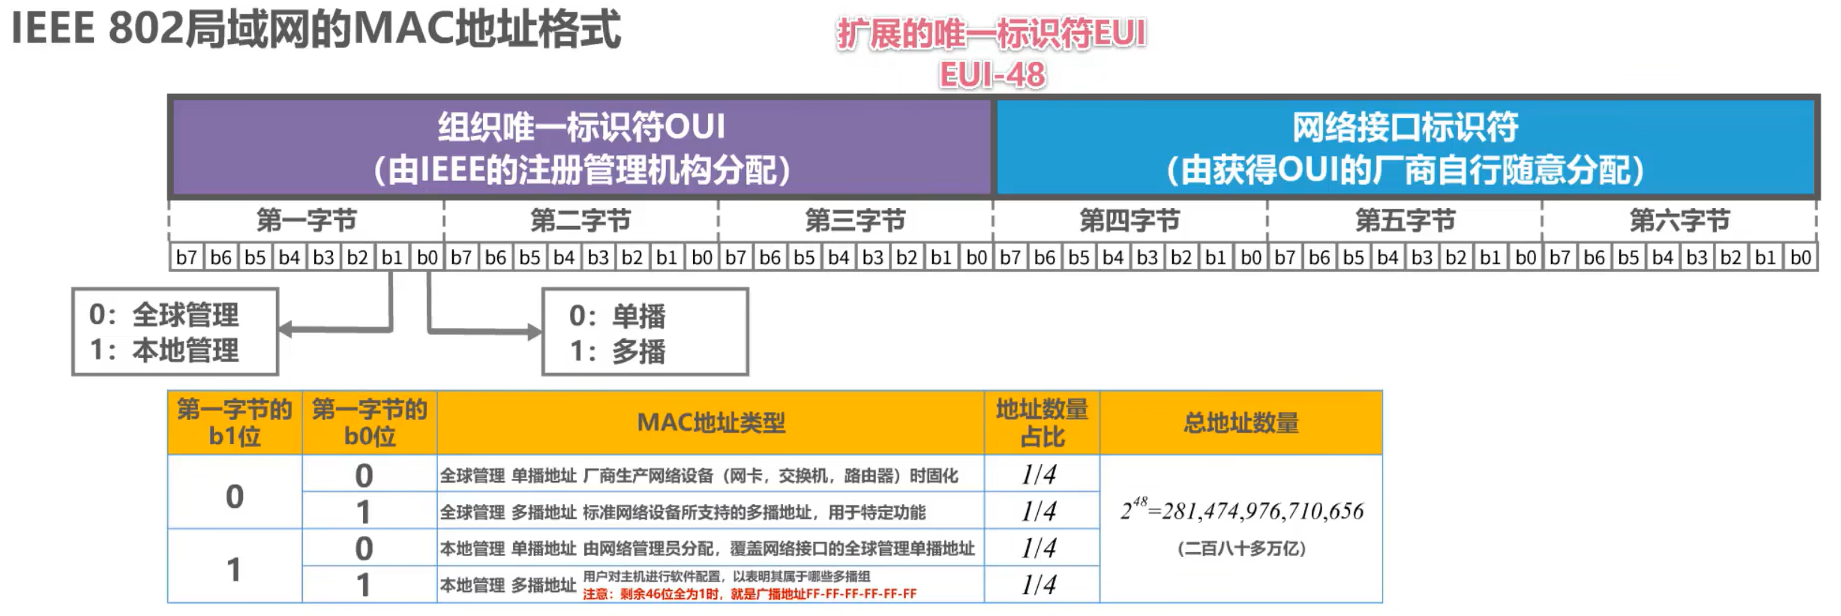 IEEE 802局域网的MAC地址格式
扩展的唯一标识符EUI
EUI-48
组织唯一标识符OUI
（由IEEE的注册管理机构分配）
网络接口标识符
（由获得OUI的厂商自行随意分配）
第一字节 第二字节 第三字节 第四字节 第五字节 第六字节
b7 b6 b5 b4 b3 b2 b1 b0 b7 b6 b5 b4 b3 b2 b1 b0 b7 b6 b5 b4 b3 b2 b1 b0 b7 b6 b5 b4 b3 b2 b1 b0 b7 b6 b5 b4 b3 b2 b1 b0 b7 b6 b5 b4 b3 b2 b1 b0
0：全球管理
1：本地管理
0：单播
1：多播
第一字节的
b1位
第一字节的
b0位
MAC地址类型
地址数量
占比
总地址数量
0
0
全球管理 单播地址 厂商生产网络设备（网卡，交换机，路由器）时固化
1/4
1
全球管理 多播地址 标准网络设备所支持的多播地址，用于特定功能
1/4
1
0
本地管理 单播地址 由网络管理员分配，覆盖网络接口的全球管理单播地址
1/4
1
本地管理 多播地址 用户对主机进行软件配置，以表明其属于哪些多播组
注意：剩余46位全为1时，就是广播地址FF-FF-FF-FF-FF-FF
1/4
2^48=281,474,976,710,656
（二百八十多万亿）